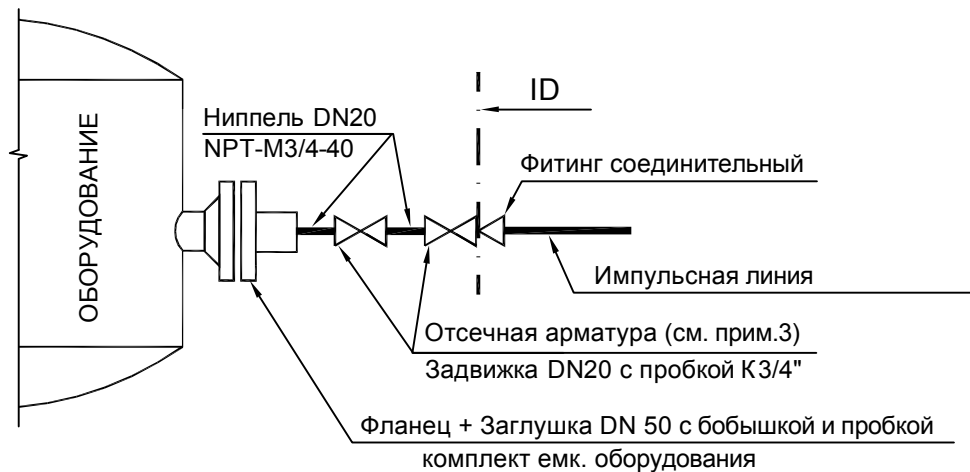 ID
Ниппель DN20
NPT-M3/4-40
Фитинг соединительный
ОБОРУДОВАНИЕ
Импульсная линия
Отсечная арматура (см. прим.3)
Задвижка DN20 с пробкой К3/4"
Фланец + Заглушка DN 50 с бобышкой и пробкой
комплект емк. оборудования